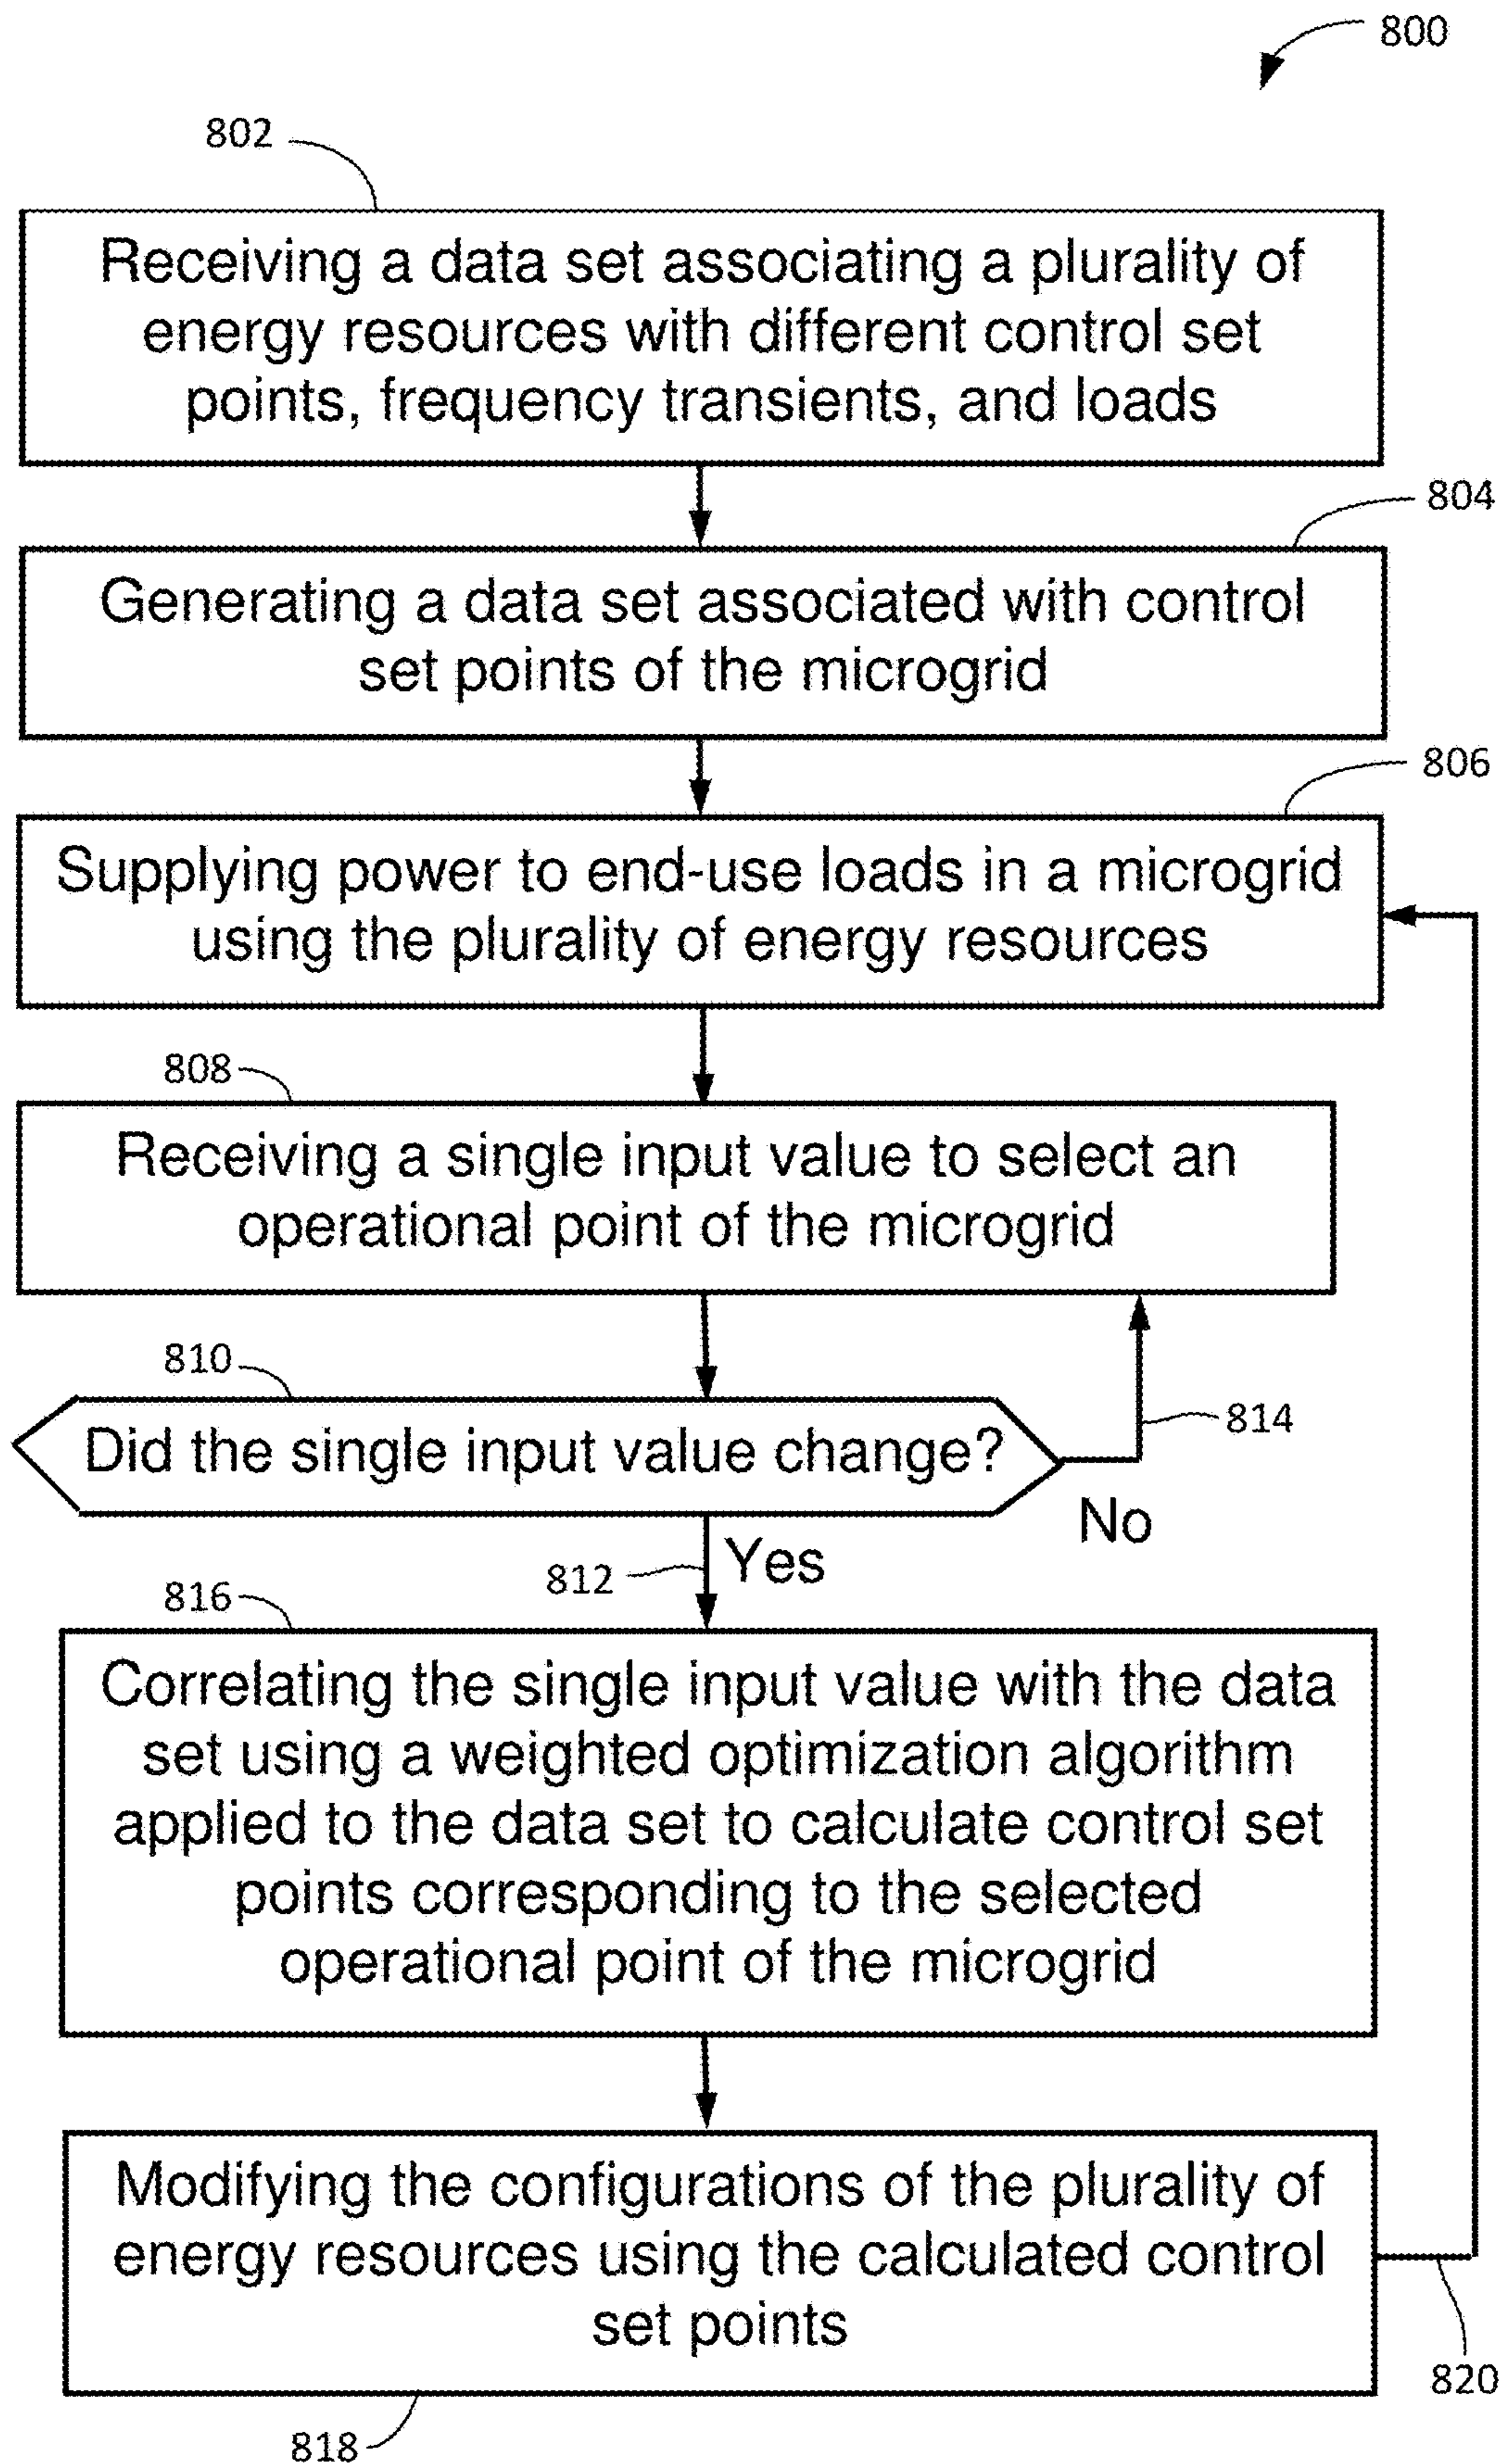 800
802
Receiving a data set associating a plurality of
energy resources with different control set
points, frequency transients, and loads
804
Generating a data set associated with control
set points of the microgrid
806
Supplying power to end-use loads in a microgrid
using the plurality of energy resources
808
Receiving a single input value to select an
operational point of the microgrid
810
Did the single input value change?
814
No
812
Yes
816
Correlating the single input value with the data
set using a weighted optimization algorithm
applied to the data set to calculate control set
points corresponding to the selected
operational point of the microgrid
Modifying the configurations of the plurality of
energy resources using the calculated control
set points
820
818